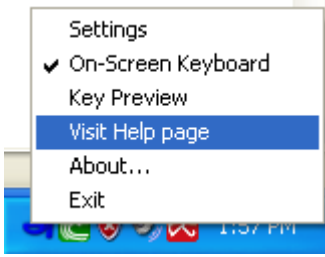 Settings
On-Screen Keyboard
Key Preview
Visit Help page
About...
Exit
1:57 PM